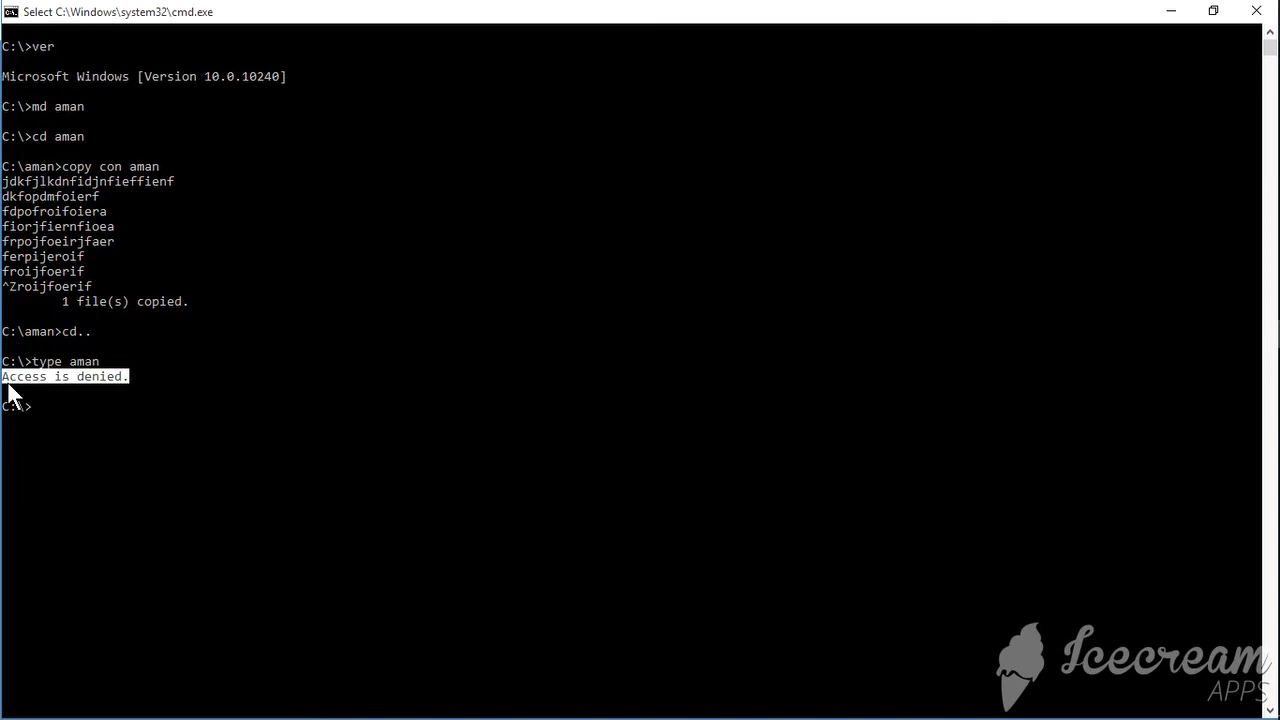 Select C:\Windows\system32\cmd.exe
C:\>ver
Microsoft Windows [Version 10.0.10240]
C:\>md aman
C:\>cd aman
C:\aman>copy con aman
jdkfjlkdnfidjnfieffienf
dkfopdmfoierf
fdpofroifoiera
fiorjfiernfioea
frpojfoeirjfaer
ferpijeroif
froijfoerif
^Zroijfoerif
1 file(s) copied.
C:\aman>cd..
C:\>type aman
Access is denied.
C:\>
Icecream
APPS